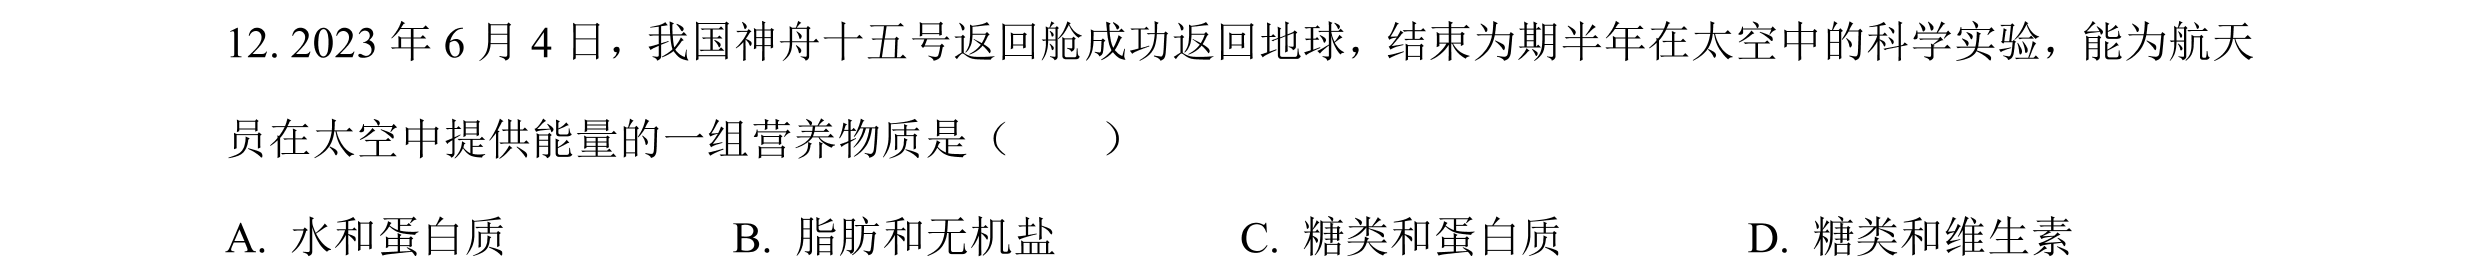 12. 2023 年 6 月 4 日，我国神舟十五号返回舱成功返回地球，结束为期半年在太空中的科学实验，能为航天
员在太空中提供能量的一组营养物质是（　　）
A. 水和蛋白质　　B. 脂肪和无机盐　　C. 糖类和蛋白质　　D. 糖类和维生素